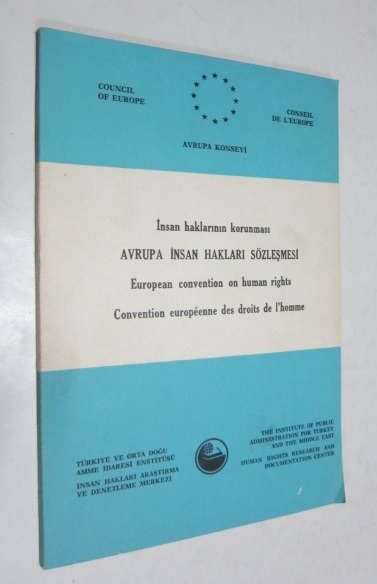 COUNCIL
OF EUROPE
CONSEIL
DE L'EUROPE
AVRUPA KONSEYİ
İnsan haklarının korunması
AVRUPA İNSAN HAKLARI SÖZLEŞMESİ
European convention on human rights
Convention européenne des droits de l'homme
TÜRKİYE VE ORTA DOĞU
AMME İDARESİ ENSTİTÜSÜ
İNSAN HAKLARI ARAŞTIRMA
VE DENETLEME MERKEZİ
THE INSTITUTE OF PUBLIC
ADMINISTRATION FOR TURKEY
AND THE MIDDLE EAST
HUMAN RIGHTS RESEARCH AND
DOCUMENTATION CENTER